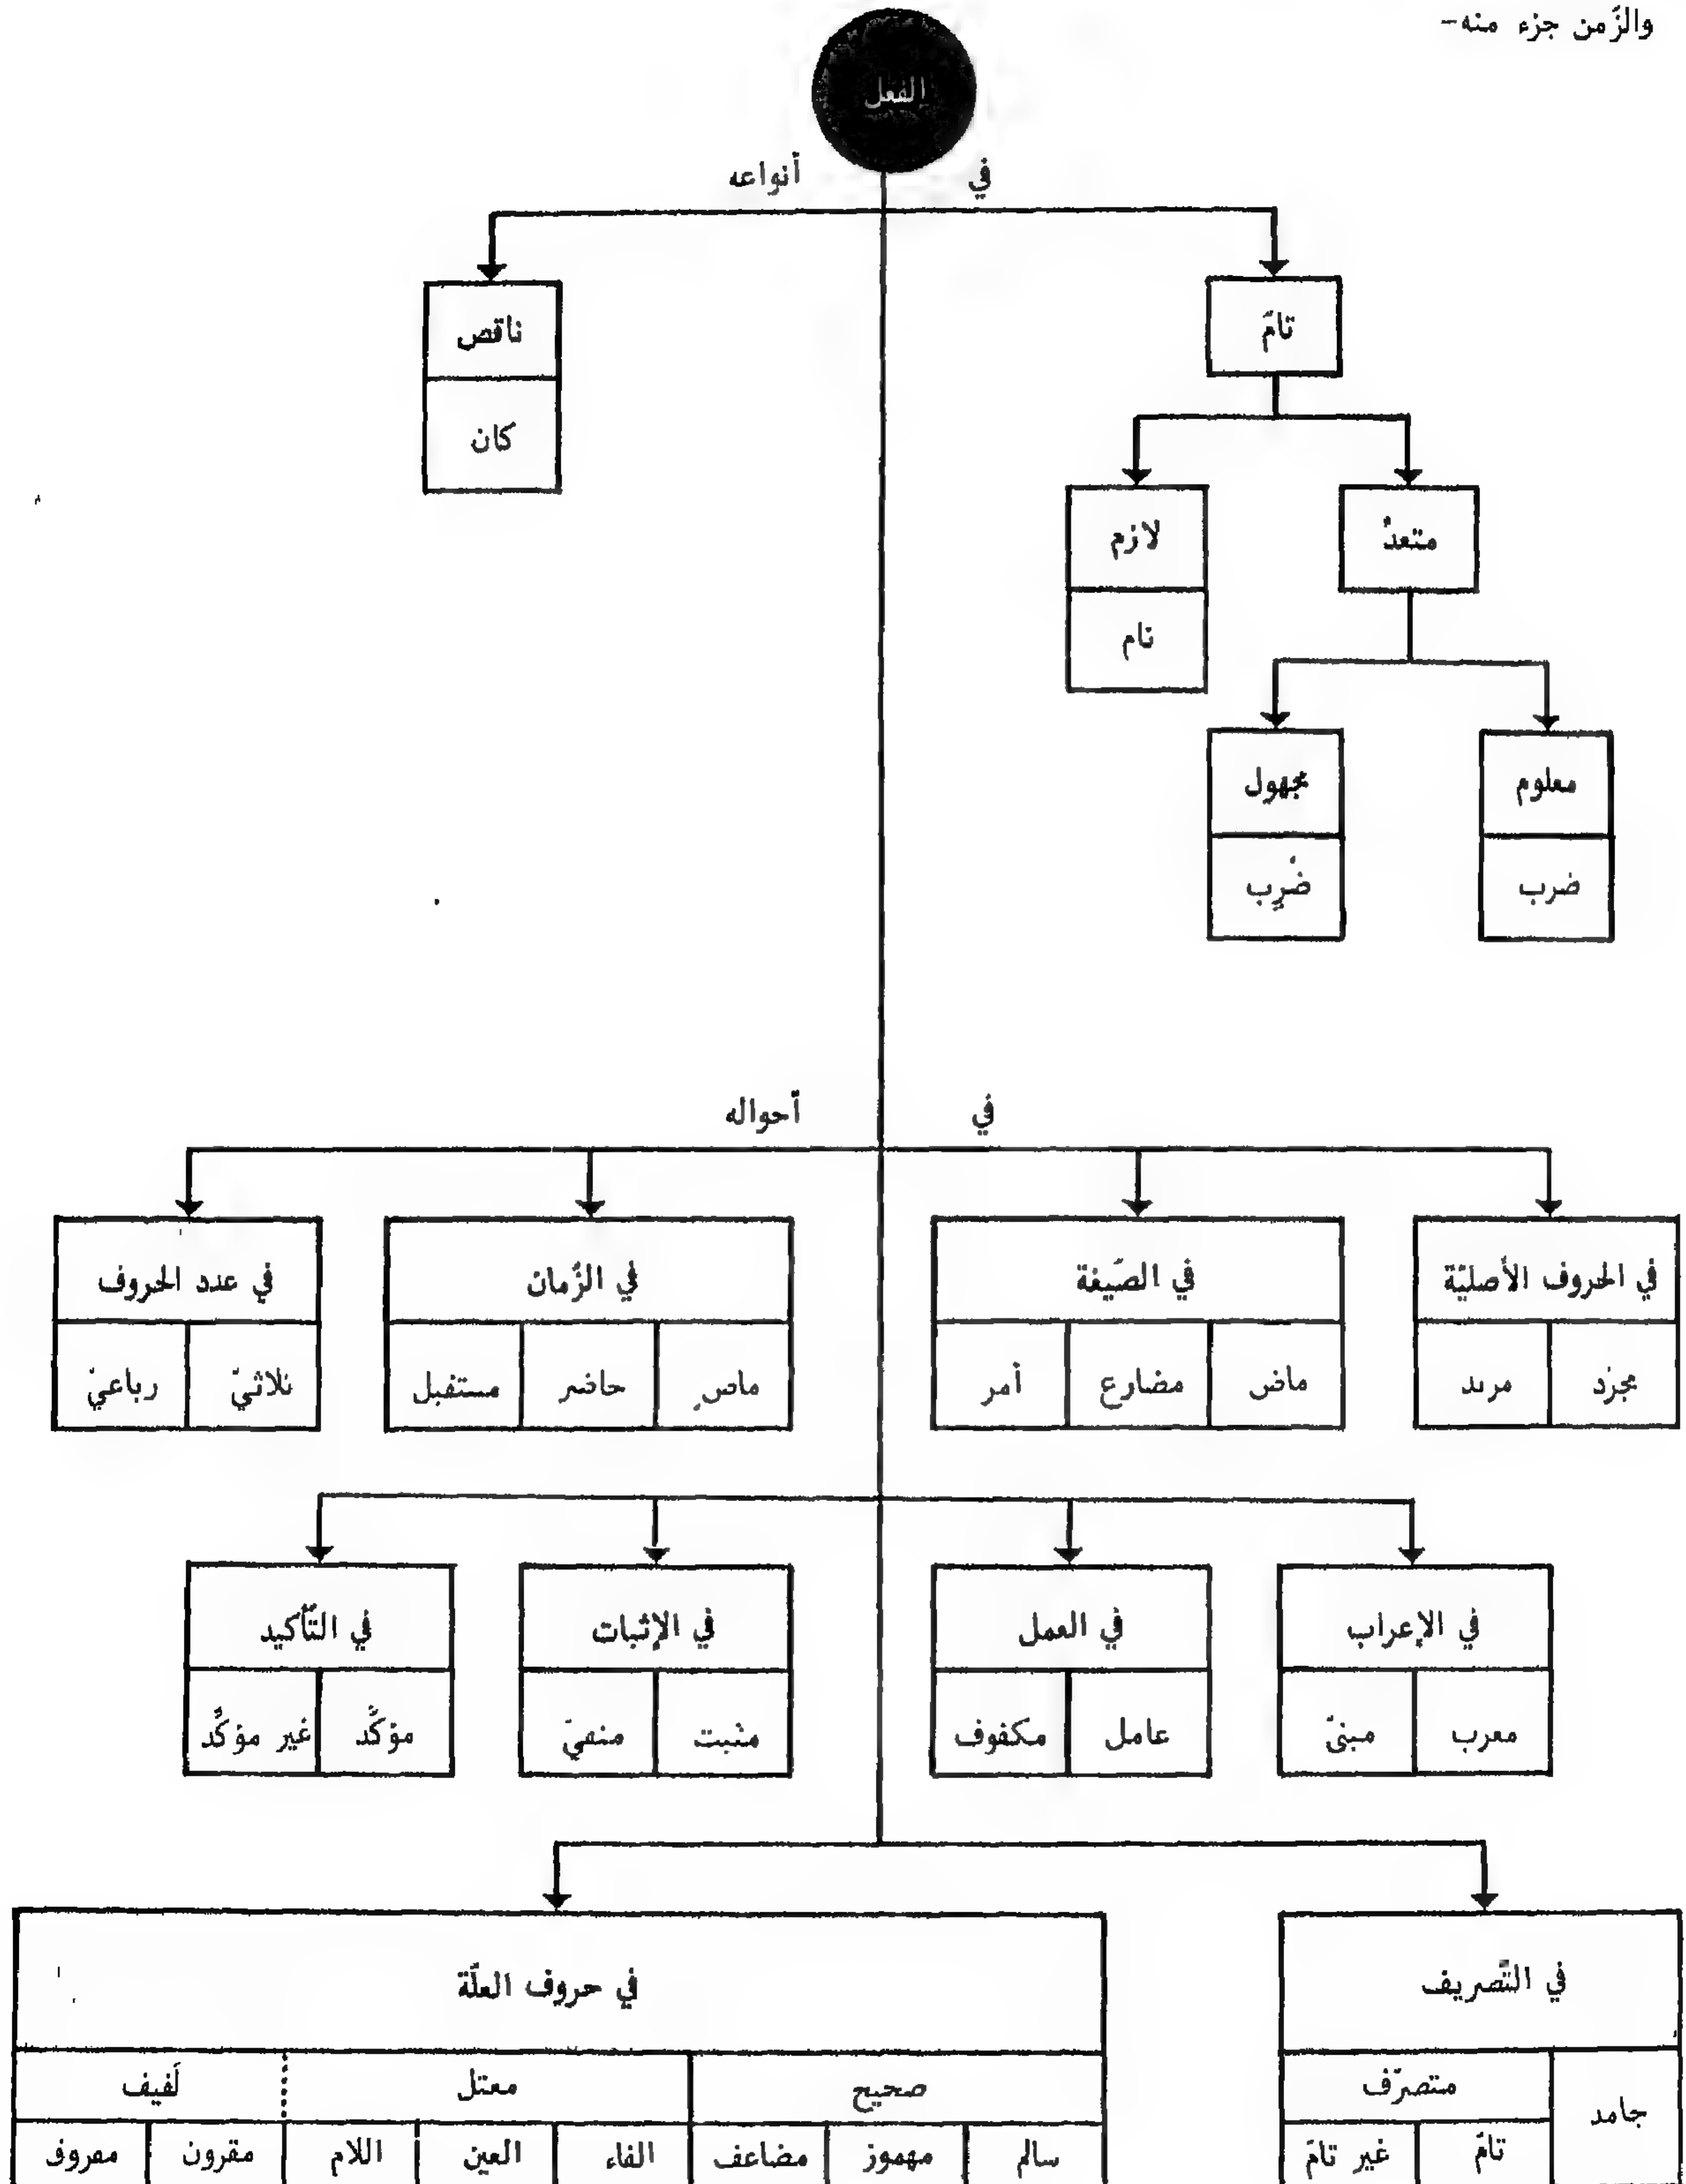 والزّمن جزء منه-
الفعل
في أنواعه
تامّ ناقص
كان
متعدّ لازم
نام
معلوم مجهول
ضرب ضُرِب
في أحواله
في الحروف الأصليّة في الصّيغة في الزّمان في عدد الحروف
مجرّد مريد ماض مضارع أمر ماضٍ حاضر مستقبل ثلاثيّ رباعيّ
في الإعراب في العمل في الإثبات في التّأكيد
معرب مبنيّ عامل مكفوف مثبت منفيّ مؤكَّد غير مؤكَّد
في التّصريف في حروف العلّة
جامد متصرّف صحيح معتل لَفيف
تامّ غير تامّ سالم مهموز مضاعف الفاء العين اللام مقرون مفروف